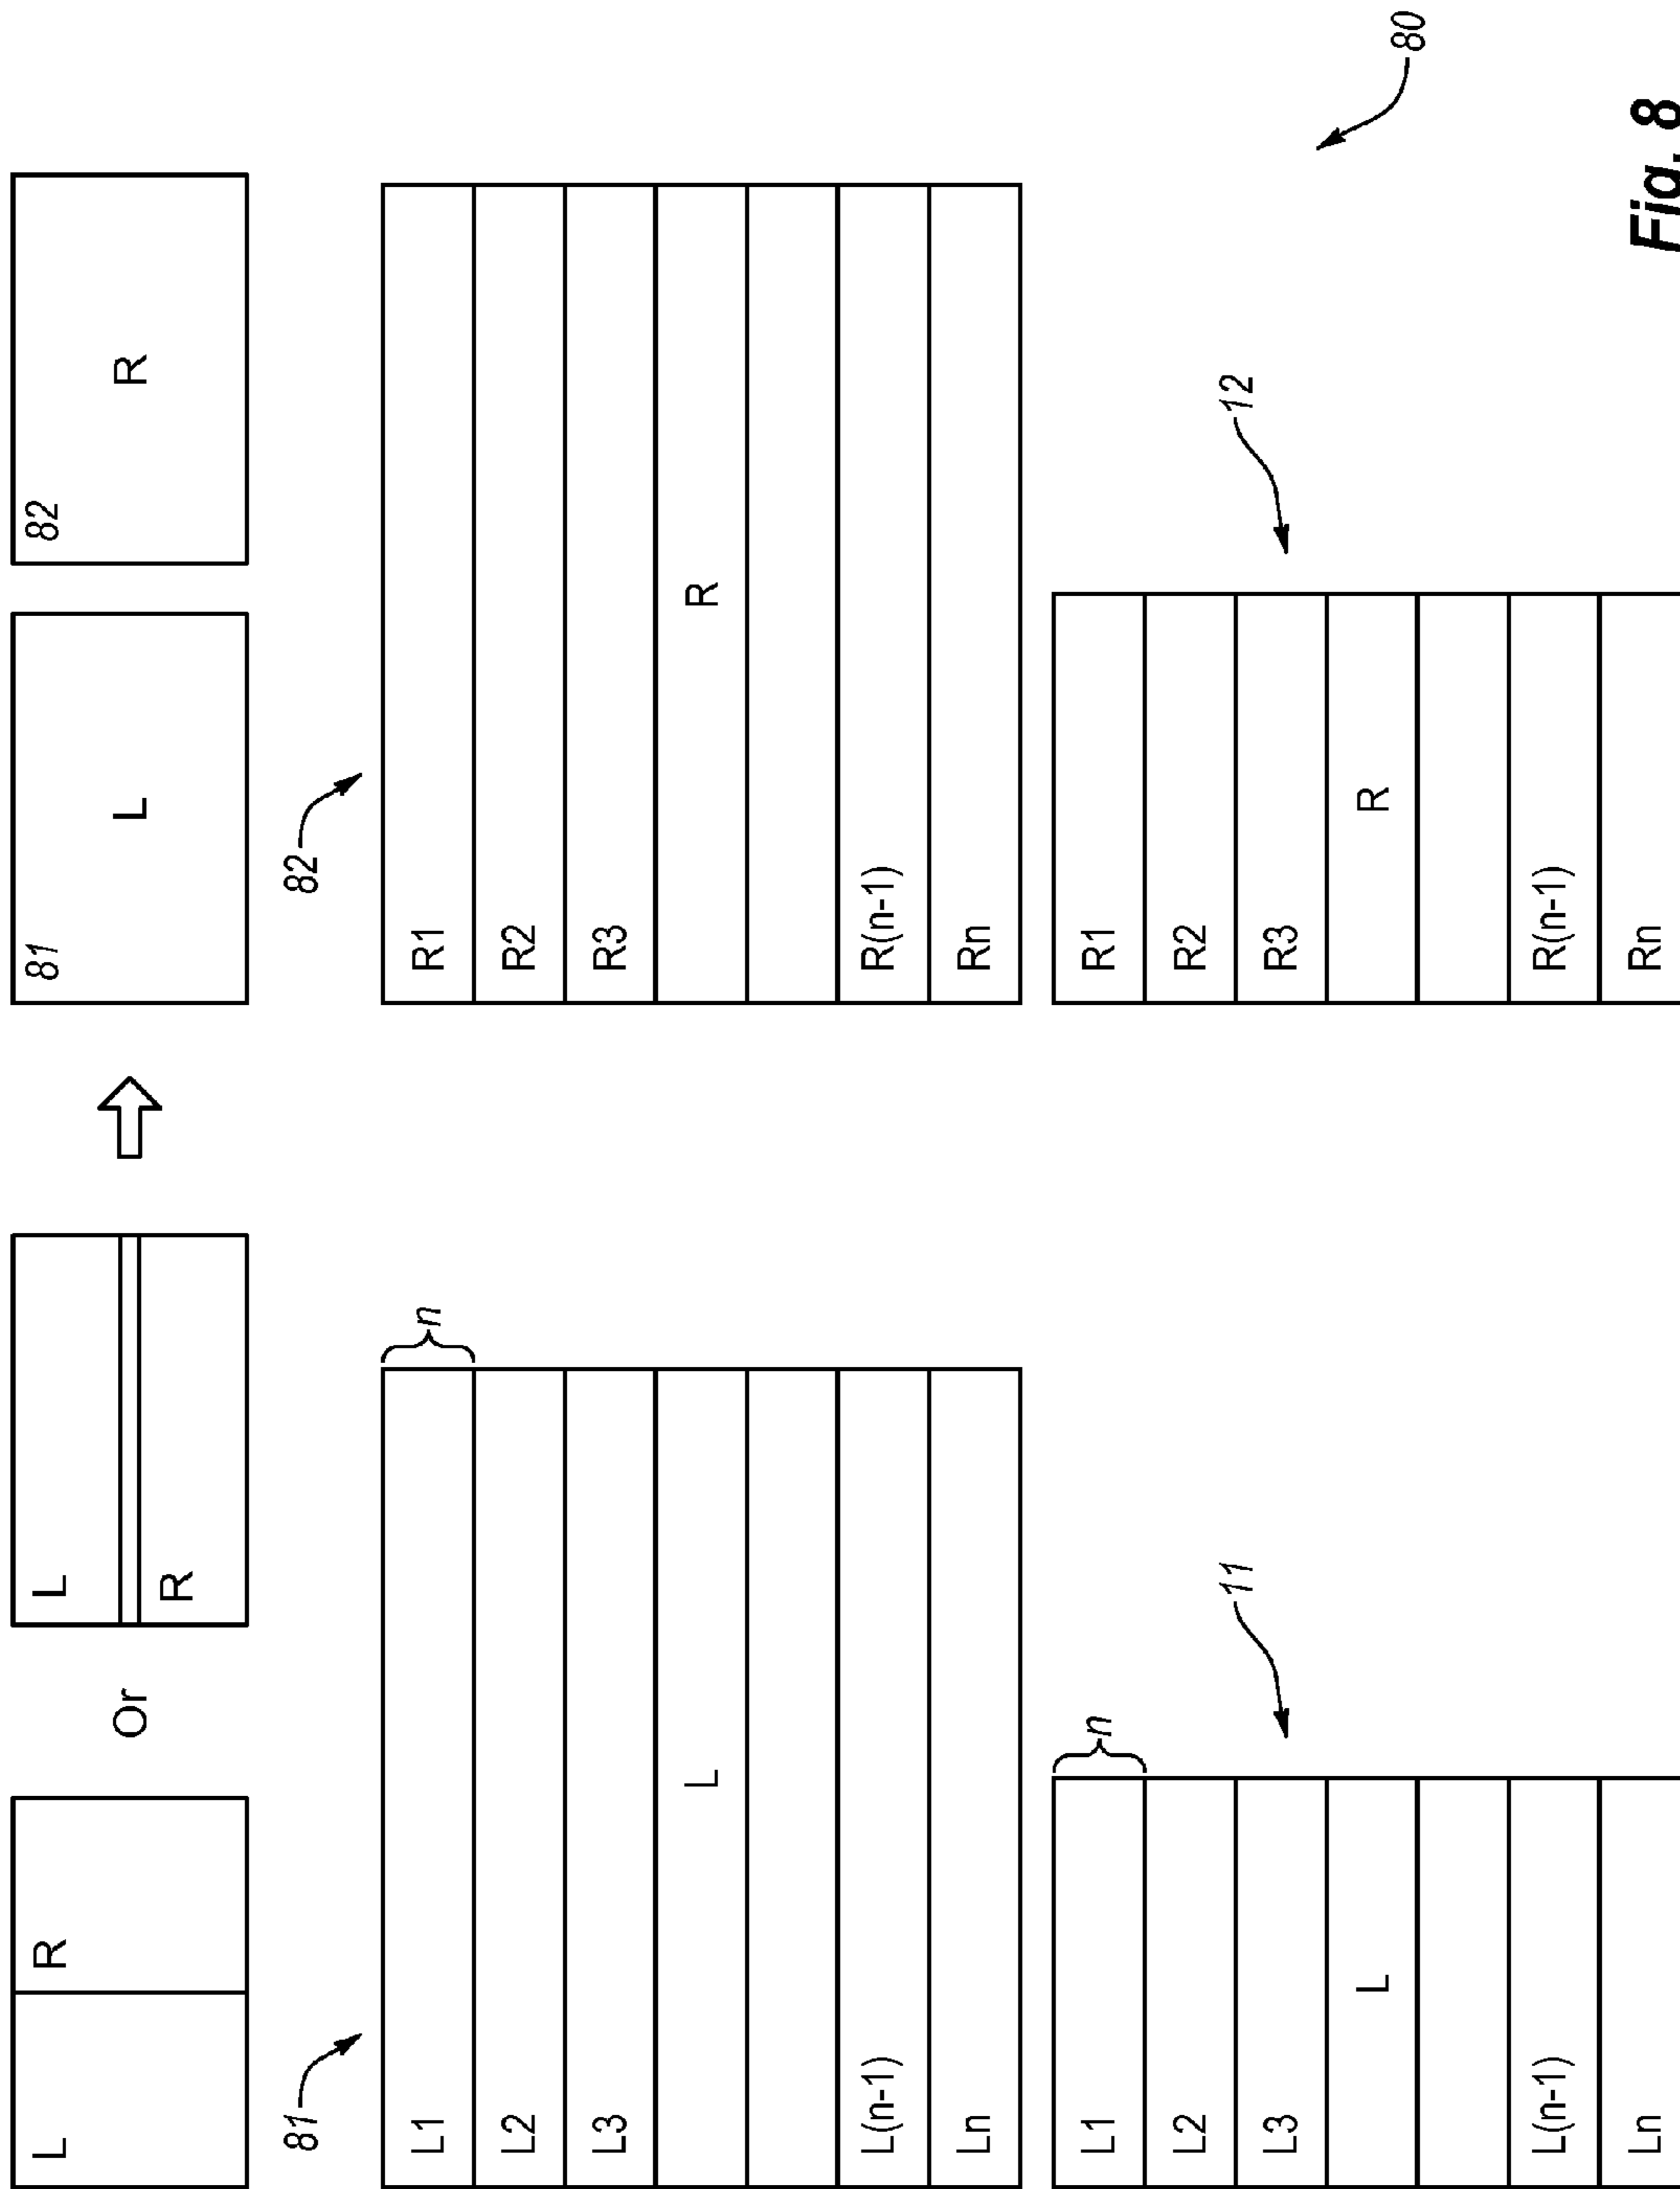 L
R
L
81
82
Or
L
R
R
81
82
L1
n
R1
L2
R2
L3
R3
L
R
L(n-1)
R(n-1)
Ln
Rn
L1
n
R1
L2
R2
11
12
L3
R3
L
R
80
L(n-1)
R(n-1)
Ln
Rn
Fig. 8